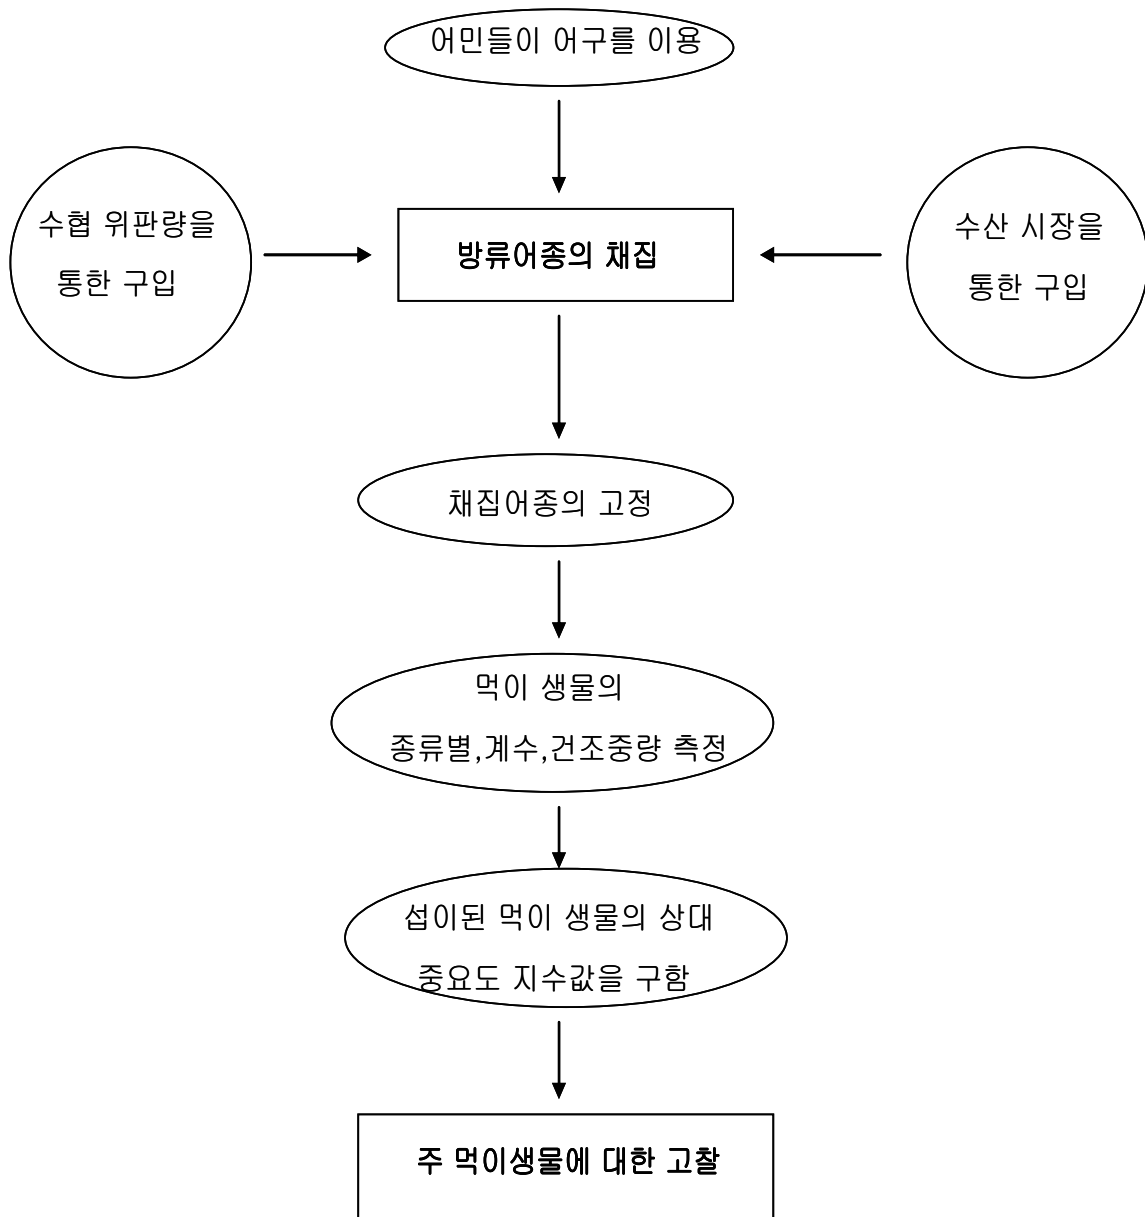 어민들이 어구를 이용
수협 위판량을
통한 구입
방류어종의 채집
수산 시장을
통한 구입
채집어종의 고정
먹이 생물의
종류별,계수,건조중량 측정
섭이된 먹이 생물의 상대
중요도 지수값을 구함
주 먹이생물에 대한 고찰